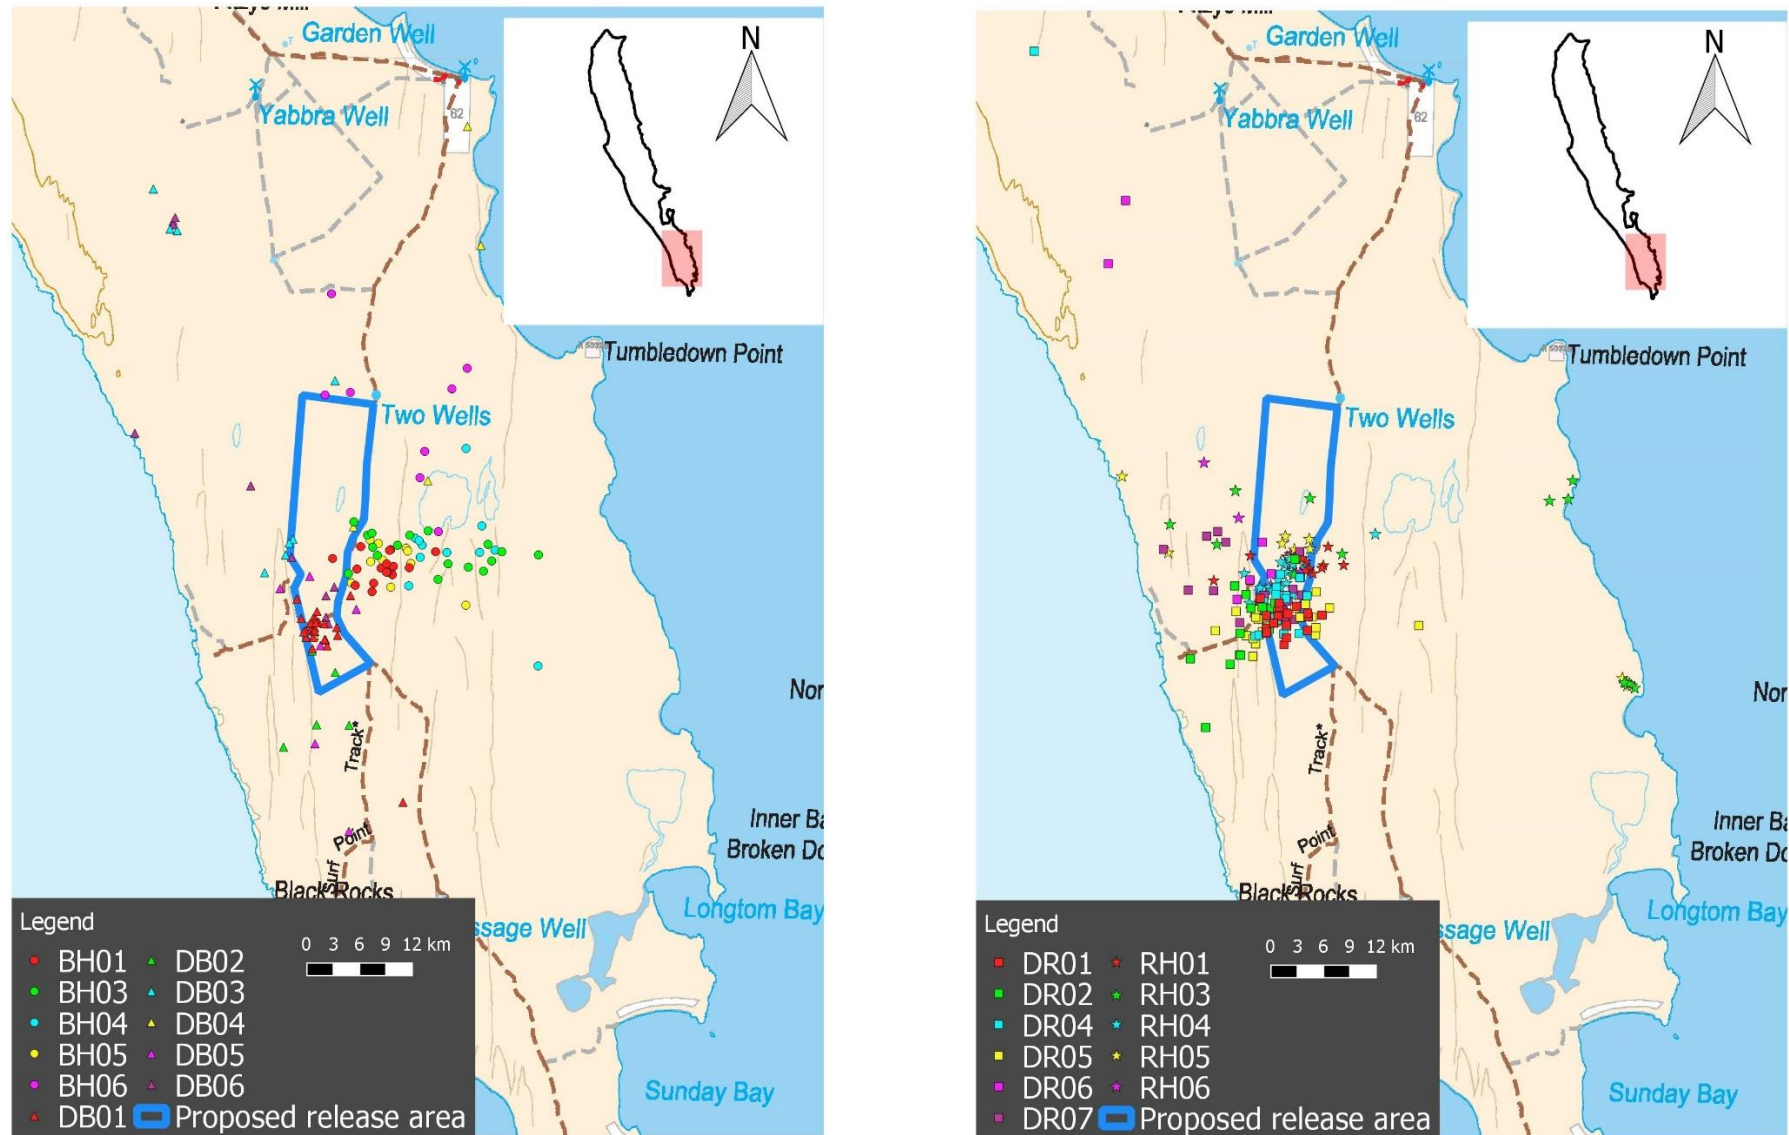 Garden Well
N
Yabbra Well
62
Tumbledown Point
Two Wells
Nor
Track*
Inner Ba
Point
Broken Do
Surf
Black Rocks
Longtom Bay
ssage Well
Sunday Bay
Legend
0 3 6 9 12 km
BH01 DB02
BH03 DB03
BH04 DB04
BH05 DB05
BH06 DB06
DB01 Proposed release area
Garden Well
N
Yabbra Well
62
Tumbledown Point
Two Wells
Nor
Track*
Inner Ba
Point
Broken Do
Surf
Black Rocks
Longtom Bay
ssage Well
Sunday Bay
Legend
0 3 6 9 12 km
DR01 RH01
DR02 RH03
DR04 RH04
DR05 RH05
DR06 RH06
DR07 Proposed release area